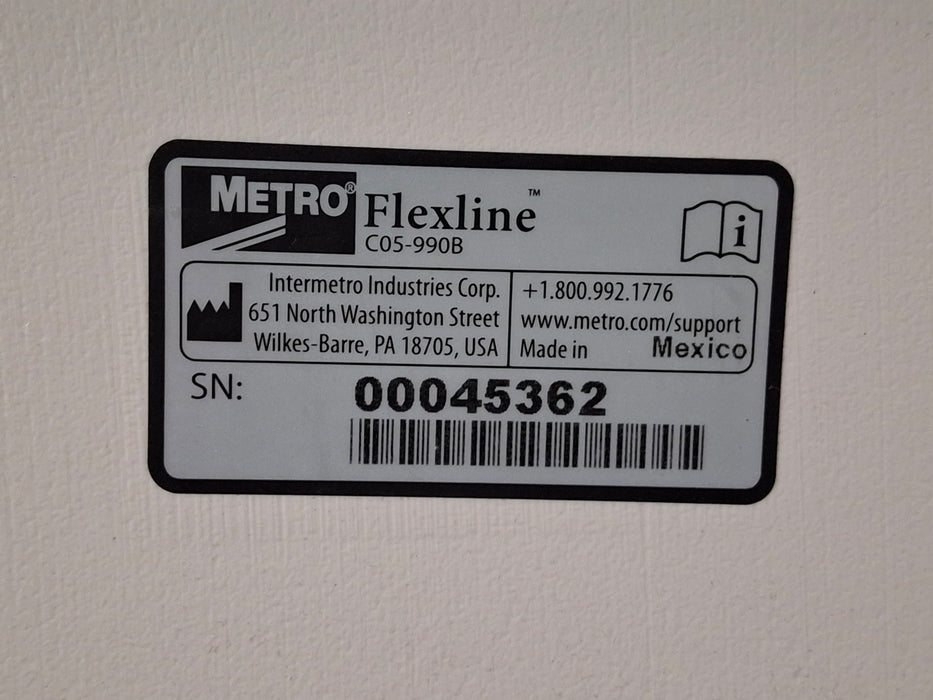 METRO® Flexline™
C05-990B
i
Intermetro Industries Corp.
651 North Washington Street
Wilkes-Barre, PA 18705, USA
+1.800.992.1776
www.metro.com/support
Made in Mexico
SN: 00045362